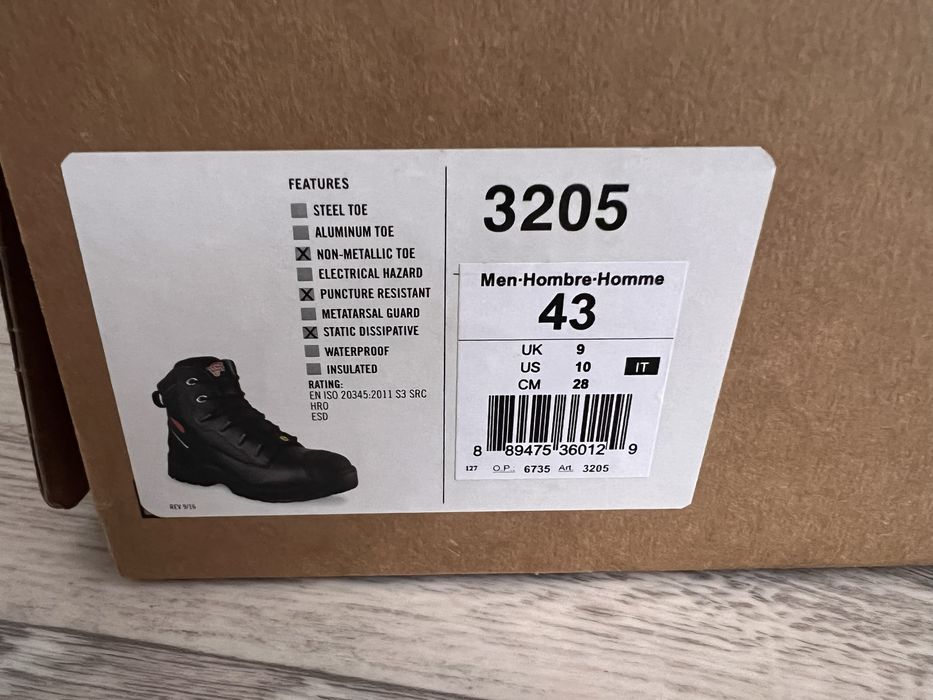 FEATURES
STEEL TOE
ALUMINUM TOE
NON-METALLIC TOE
ELECTRICAL HAZARD
PUNCTURE RESISTANT
METATARSAL GUARD
STATIC DISSIPATIVE
WATERPROOF
INSULATED
RATING:
EN ISO 20345:2011 S3 SRC
HRO
ESD
REV 9/16
3205
Men·Hombre·Homme
43
UK 9
US 10 IT
CM 28
8 89475 36012 9
127 O.P.: 6735 Art. 3205